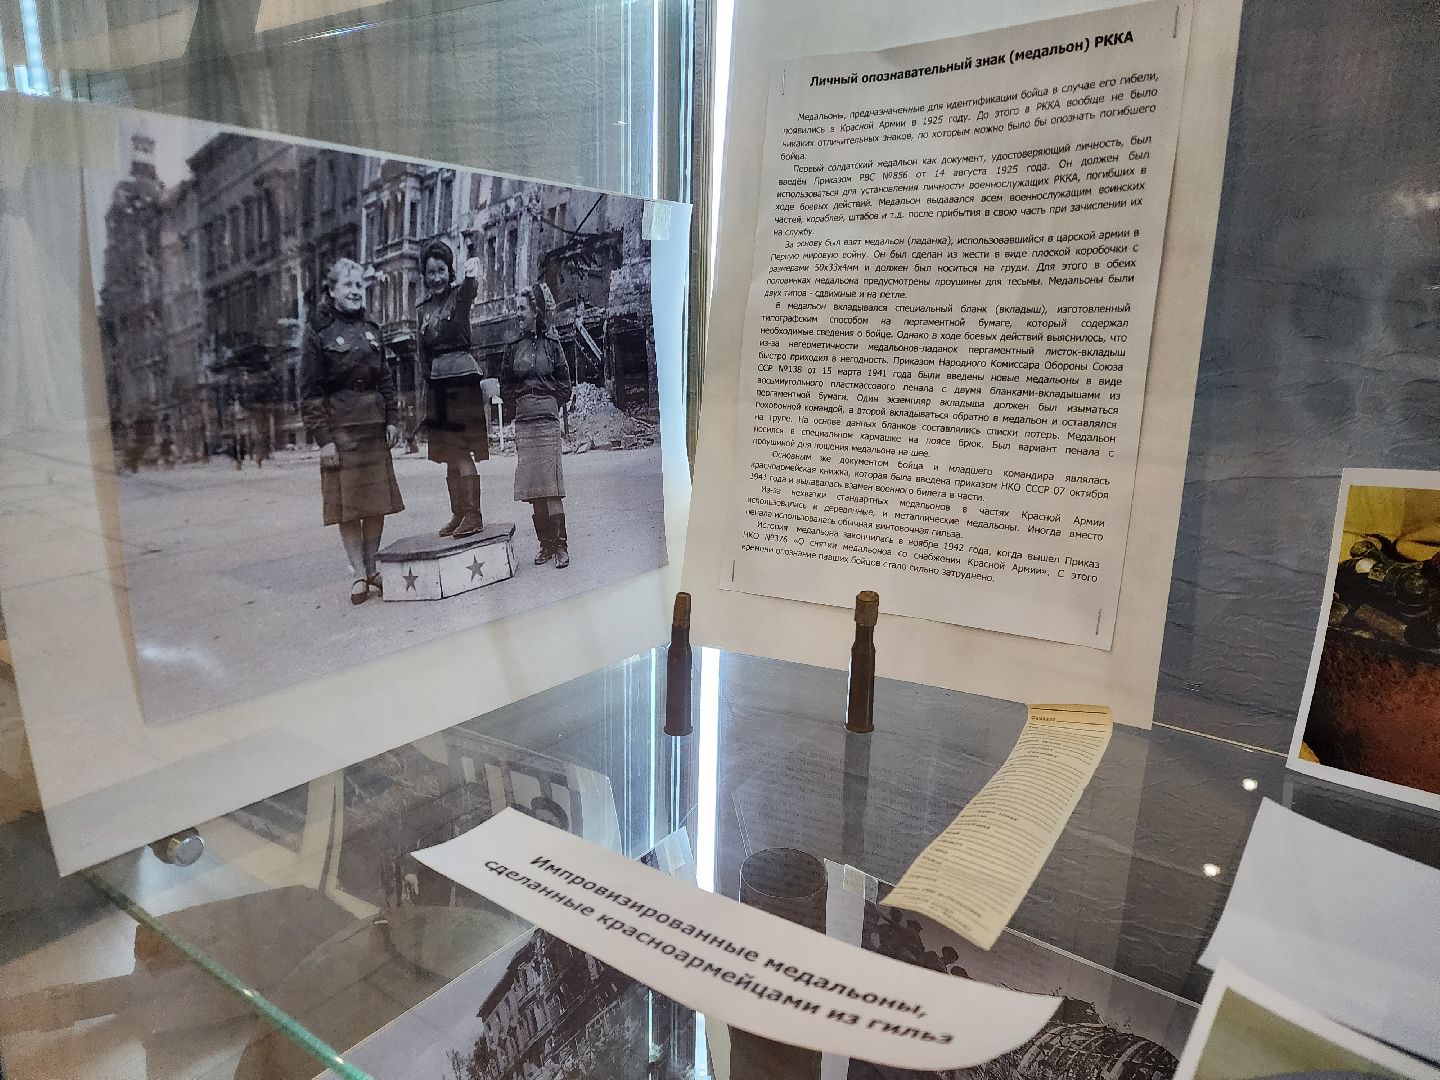 Личный опознавательный знак (медальон) РККА
Медальоны, предназначенные для идентификации бойца в случае его гибели,
появились в Красной Армии в 1925 году. До этого в РККА вообще не было
никаких отличительных знаков, по которым можно было бы опознать погибшего
бойца.
Первый солдатский медальон как документ, удостоверяющий личность, был
введён Приказом РВС №856 от 14 августа 1925 года. Он должен был
использоваться для установления личности военнослужащих РККА, погибших в
ходе боевых действий. Медальон выдавался всем военнослужащим воинских
частей, кораблей, штабов и т.д. после прибытия в свою часть при зачислении их
на службу.
За основу был взят медальон (ладанка), использовавшийся в царской армии в
Первую мировую войну. Он был сделан из жести в виде плоской коробочки с
размерами 50х33х4мм и должен был носиться на груди. Для этого в обеих
половинках медальона предусмотрены проушины для тесьмы. Медальоны были
двух типов - сдвижные и на петле.
В медальон вкладывался специальный бланк (вкладыш), изготовленный
типографским способом на пергаментной бумаге, который содержал
необходимые сведения о бойце. Однако в ходе боевых действий выяснилось, что
из-за негерметичности медальонов-ладанок пергаментный листок-вкладыш
быстро приходил в негодность. Приказом Народного Комиссара Обороны Союза
ССР №138 от 15 марта 1941 года были введены новые медальоны в виде
восьмиугольного пластмассового пенала с двумя бланками-вкладышами из
пергаментной бумаги. Один экземпляр вкладыша должен был изыматься
похоронной командой, а второй вкладываться обратно в медальон и оставлялся
на трупе. На основе данных бланков составлялись списки потерь. Медальон
носился в специальном кармашке на поясе брюк. Был вариант пенала с
проушиной для ношения медальона на шее.
Основным же документом бойца и младшего командира являлась
красноармейская книжка, которая была введена приказом НКО СССР 07 октября
1941 года и выдавалась взамен военного билета в части.
Из-за нехватки стандартных медальонов в частях Красной Армии
использовались и деревянные, и металлические медальоны. Иногда вместо
пенала использовалась обычная винтовочная гильза.
История медальона закончилась в ноябре 1942 года, когда вышел Приказ
НКО №376 «О снятии медальонов со снабжения Красной Армии». С этого
времени опознание павших бойцов стало сильно затруднено.
Импровизированные медальоны,
сделанные красноармейцами из гильз